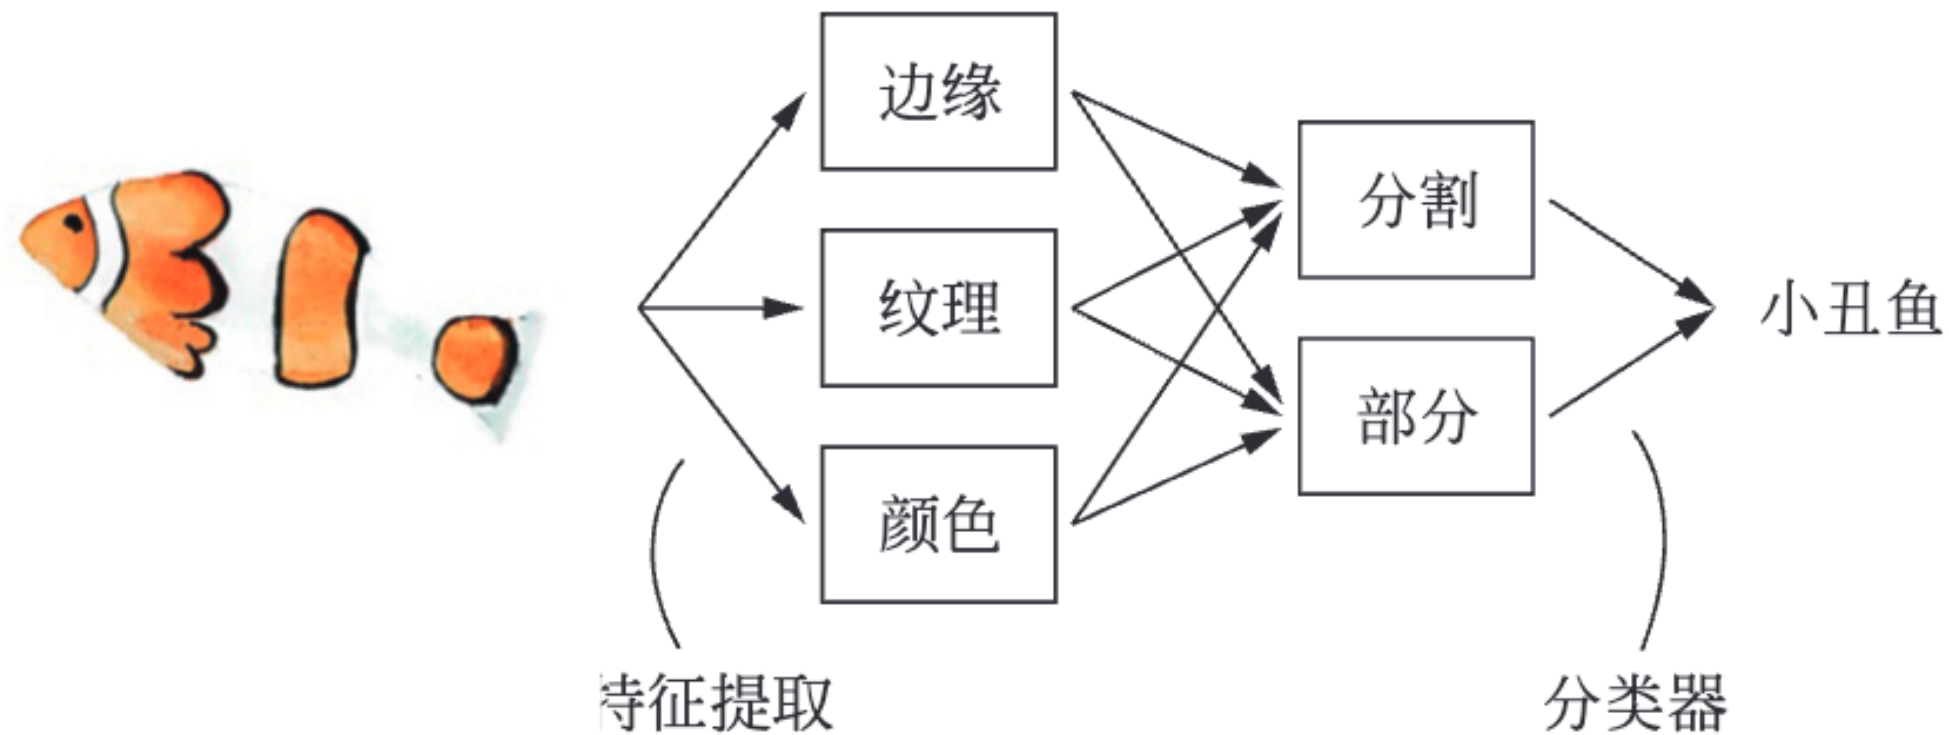 边缘
纹理
颜色
分割
部分
小丑鱼
特征提取
分类器